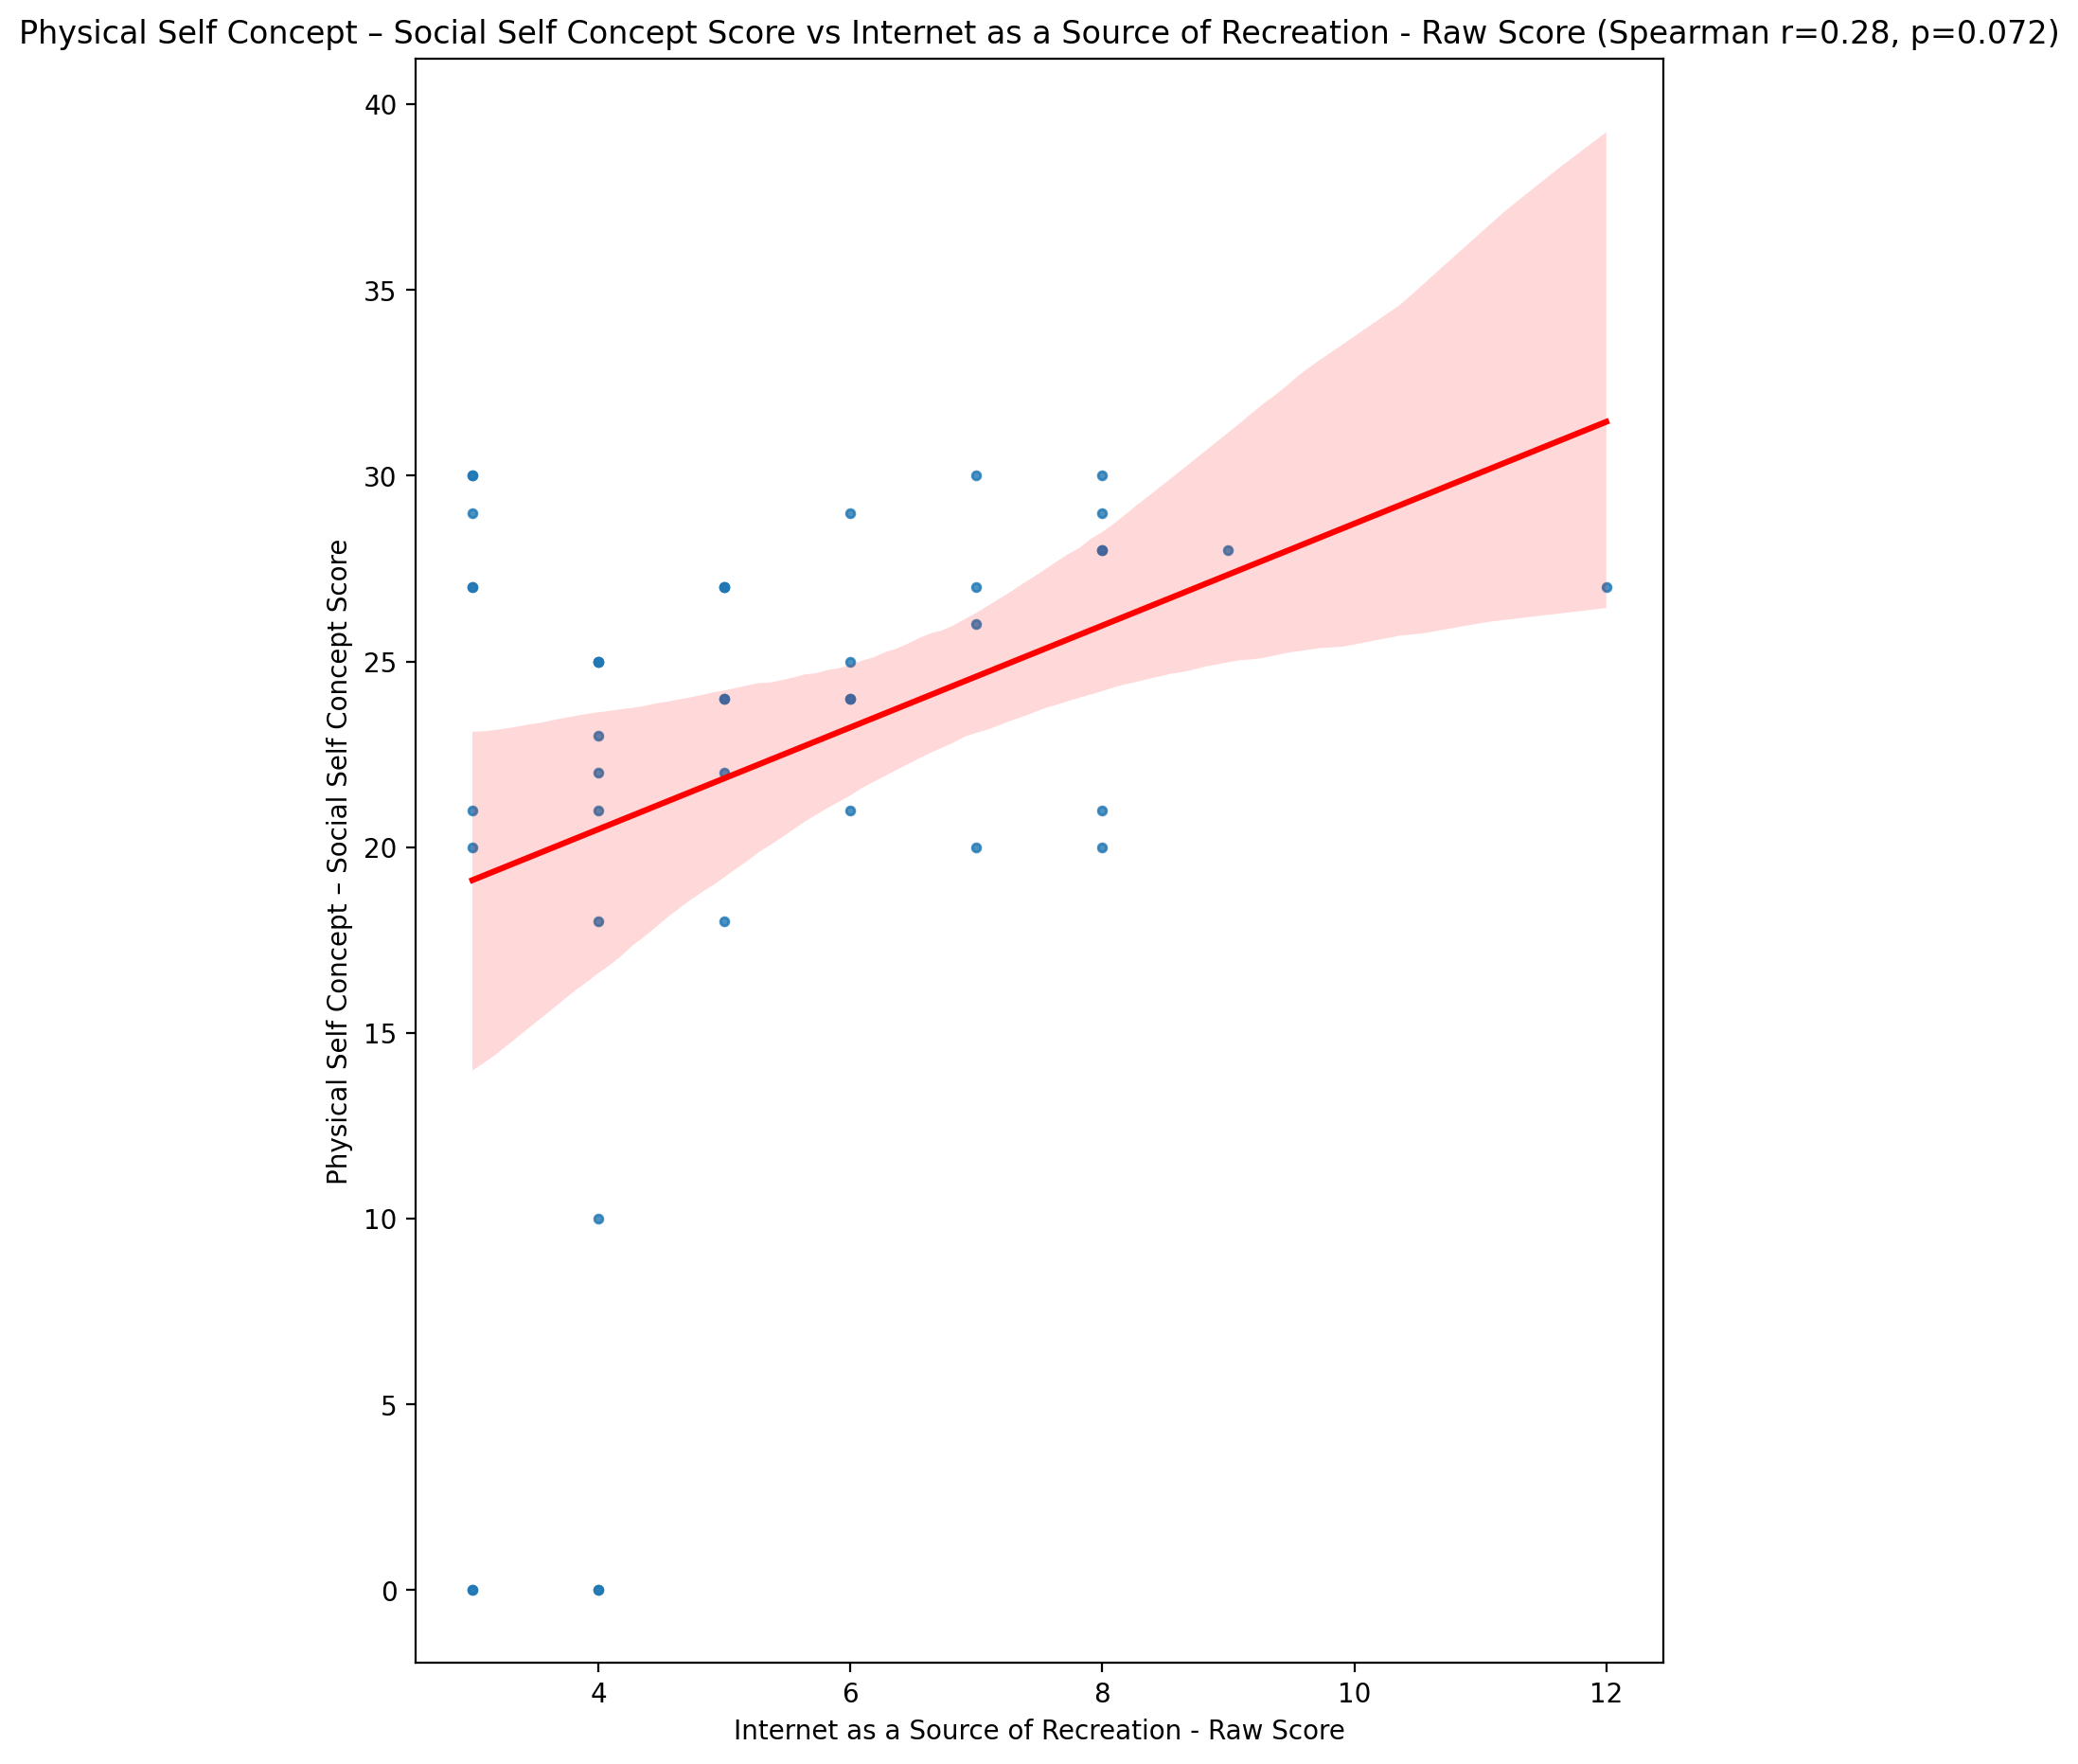 Physical Self Concept – Social Self Concept Score vs Internet as a Source of Recreation - Raw Score (Spearman r=0.28, p=0.072)
Physical Self Concept – Social Self Concept Score
40
35
30
25
20
15
10
5
0
4 6 8 10 12
Internet as a Source of Recreation - Raw Score